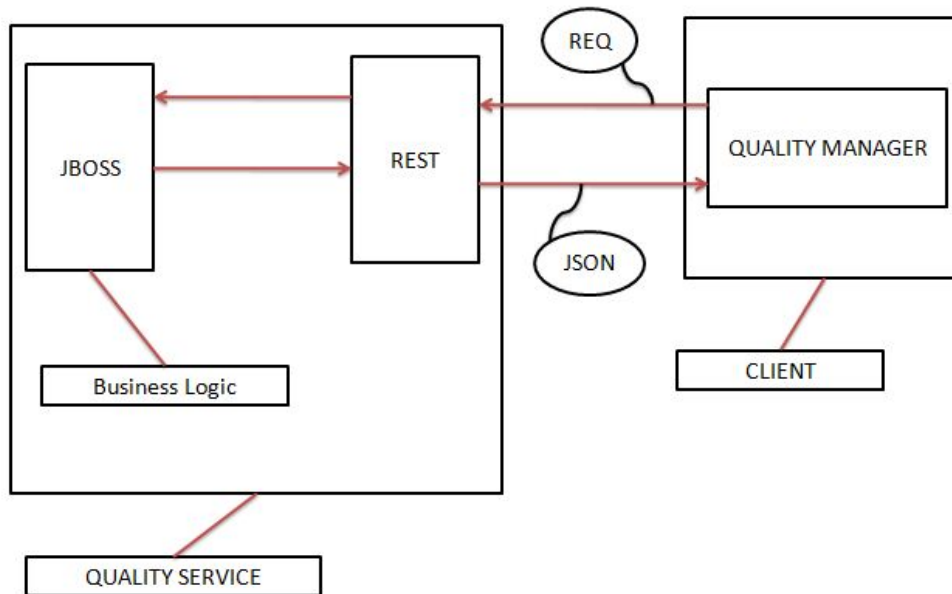 REQ
JBOSS
REST
QUALITY MANAGER
JSON
Business Logic
CLIENT
QUALITY SERVICE